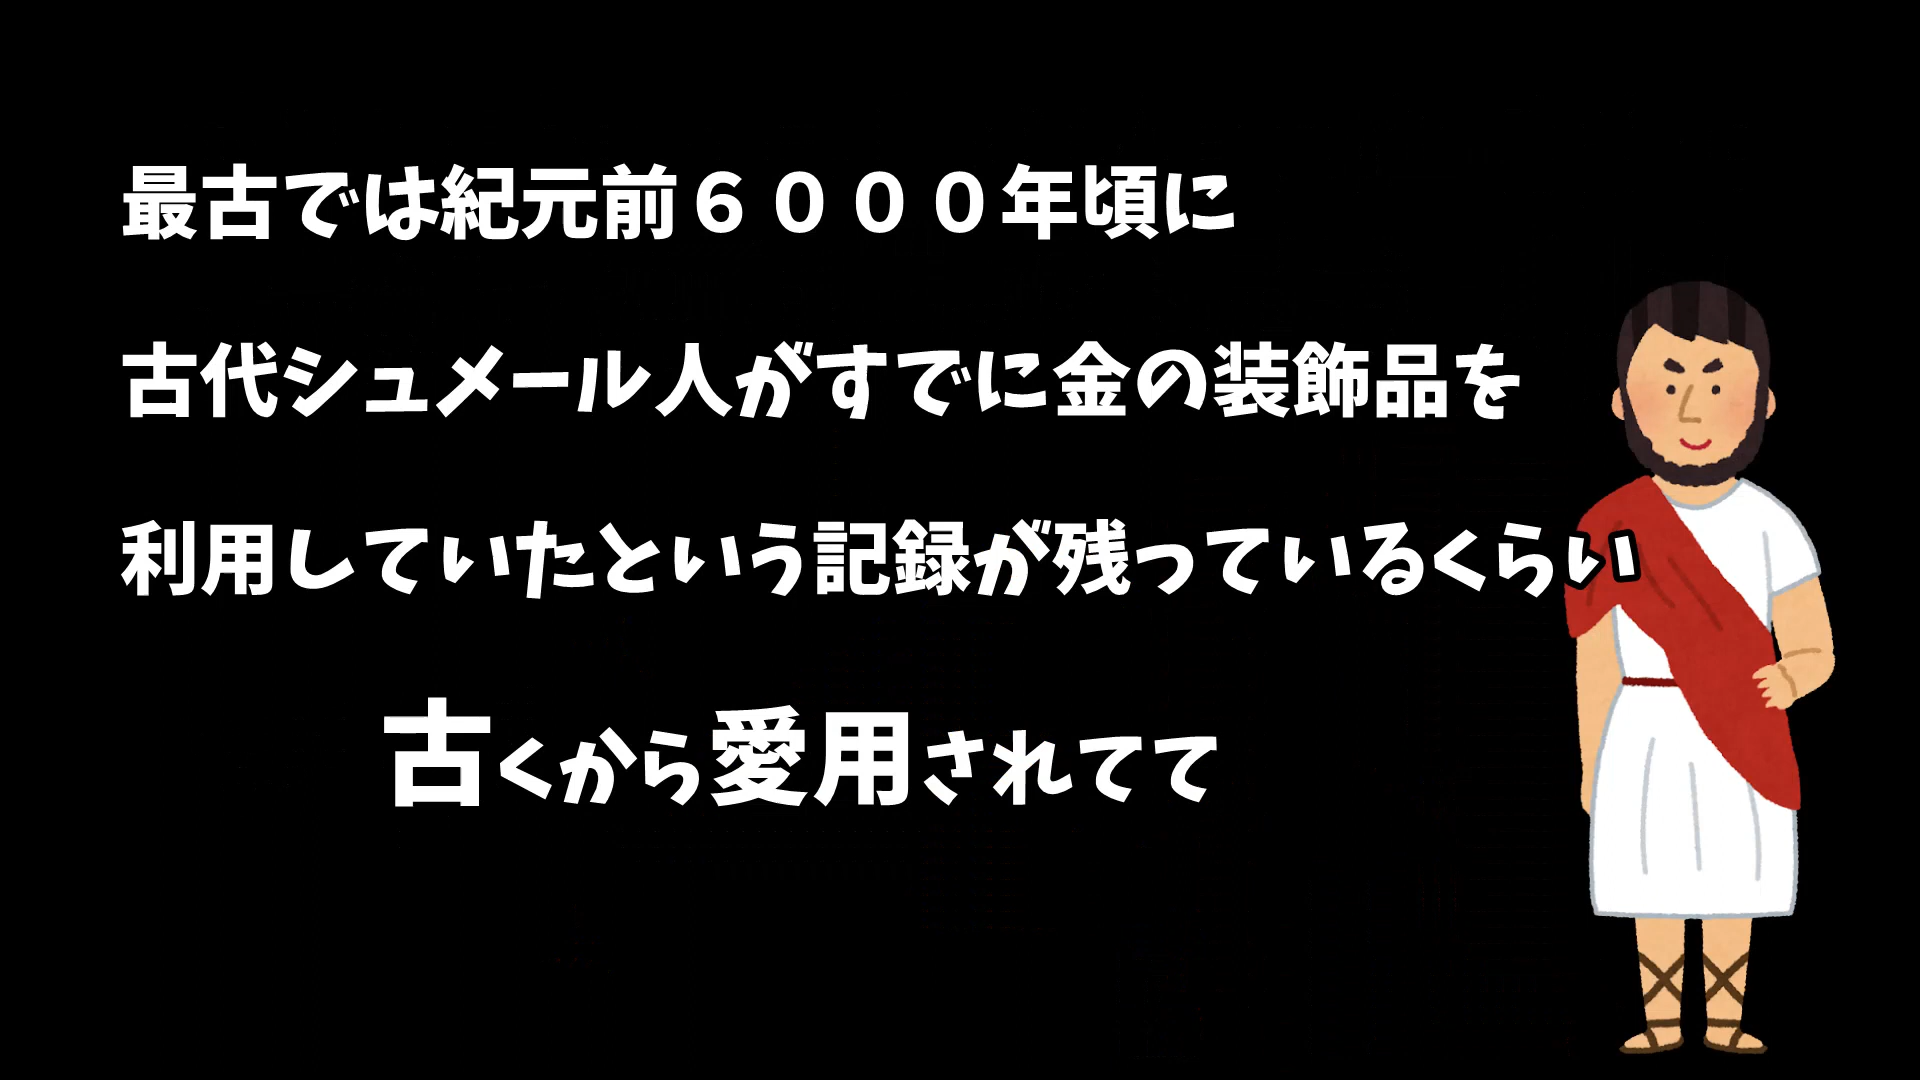 最古では紀元前６０００年頃に
古代シュメール人がすでに金の装飾品を
利用していたという記録が残っているくらい
古くから愛用されてて